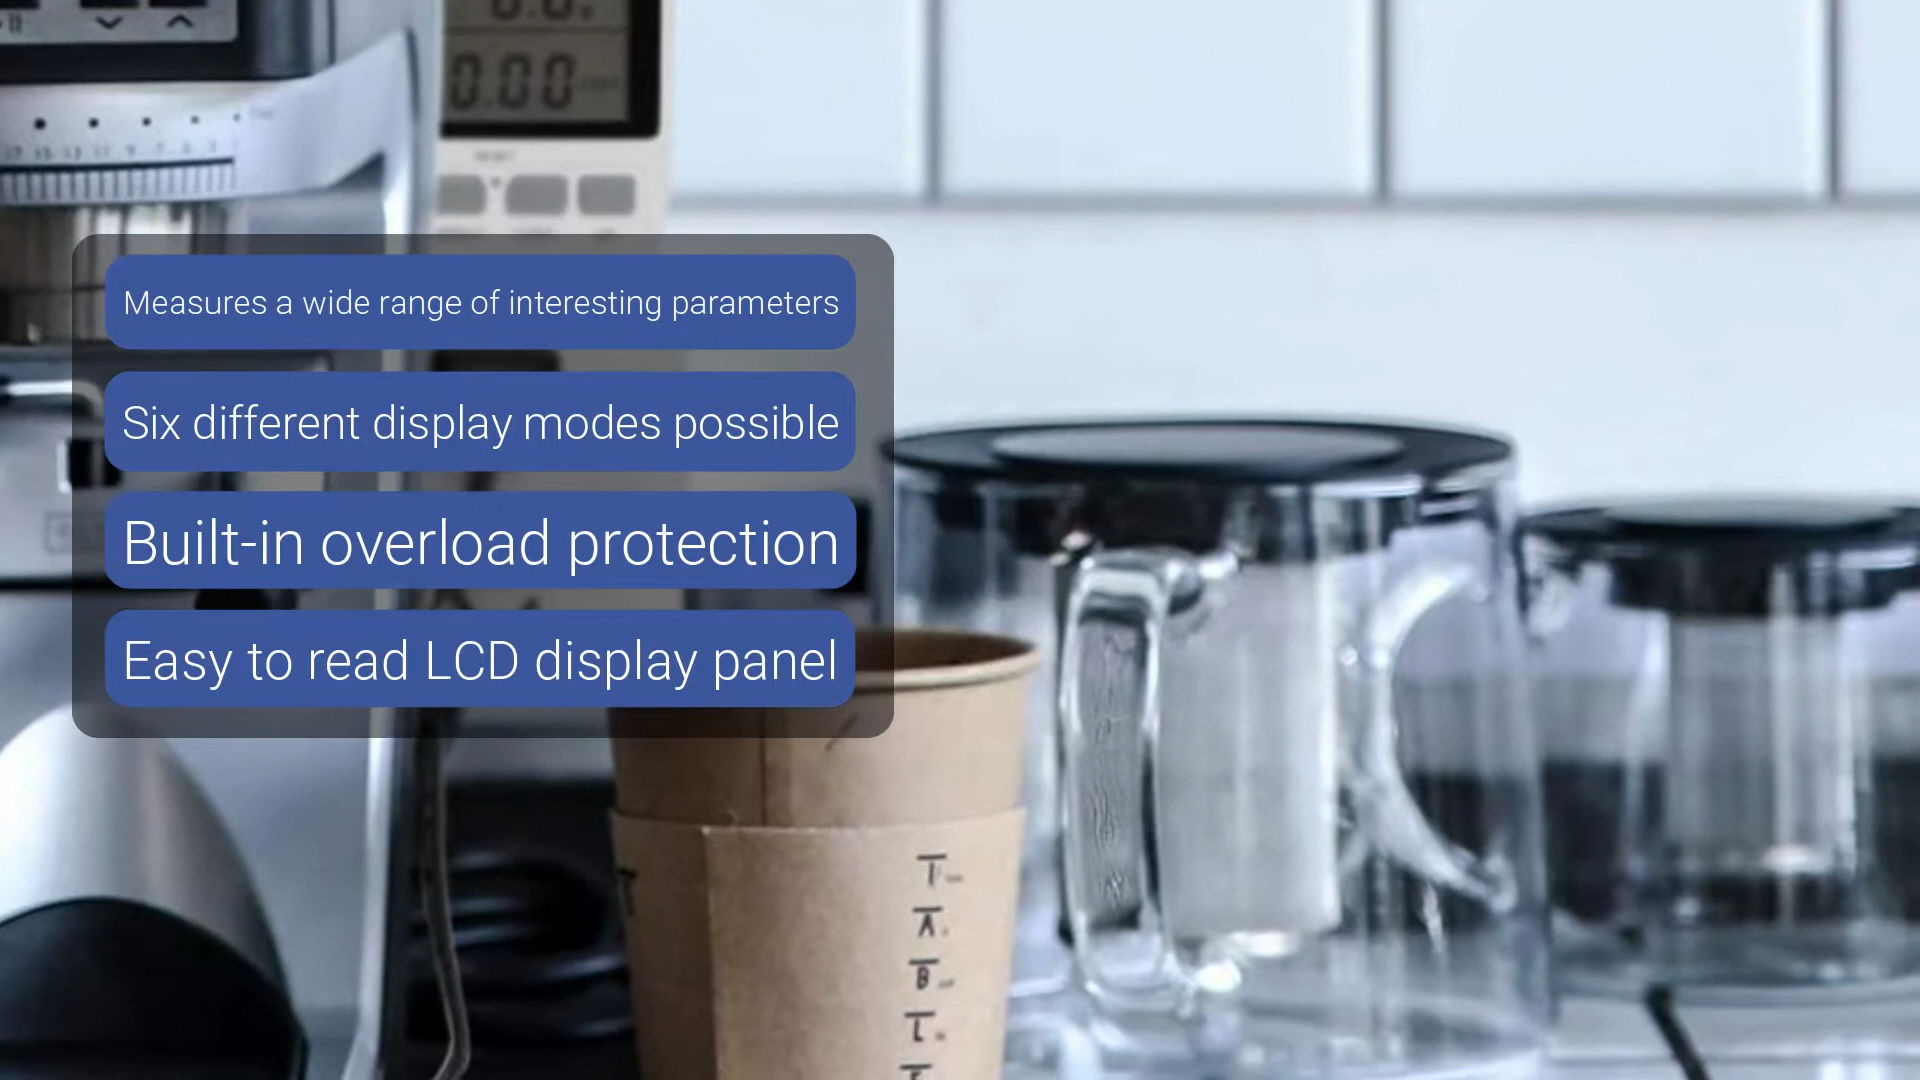 0.00
Measures a wide range of interesting parameters
Six different display modes possible
Built-in overload protection
Easy to read LCD display panel
T
A
B
L